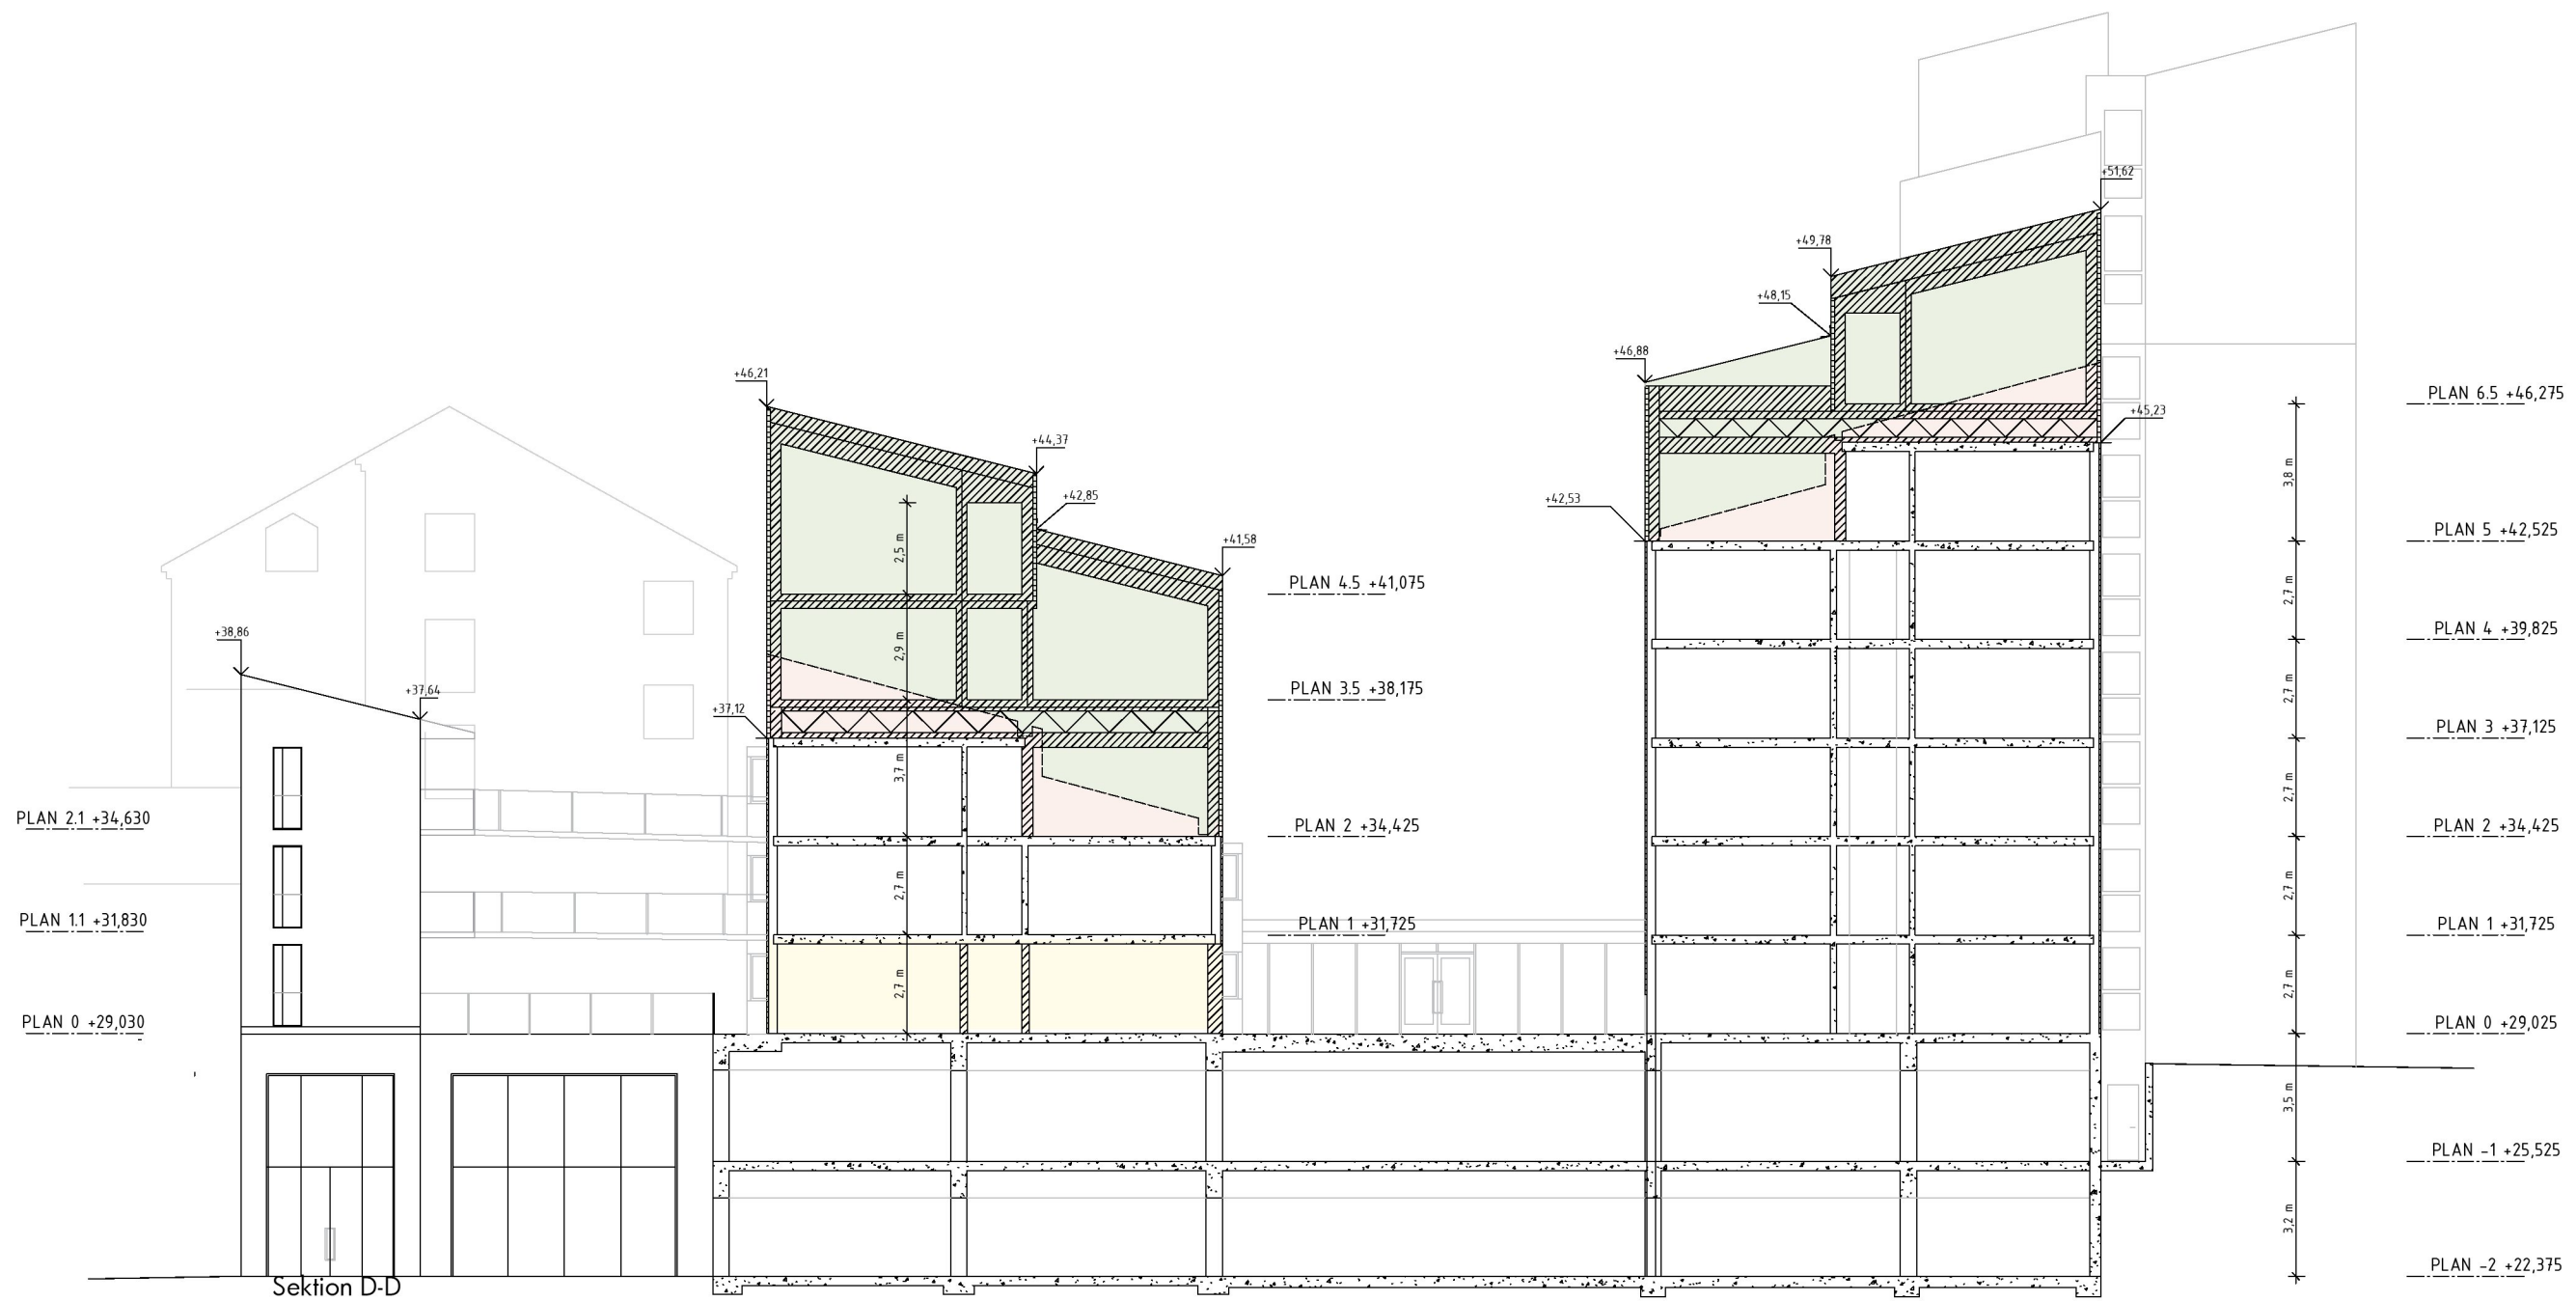 +51,62
+49,78
+48,15
+46,88
+46,21
PLAN 6.5 +46,275
+45,23
+44,37
3,8 m
+42,85
+42,53
PLAN 5 +42,525
+41,58
2,5 m
PLAN 4.5 +41,075
2,7 m
+38,86
2,9 m
PLAN 4 +39,825
+37,64
PLAN 3.5 +38,175
2,7 m
+37,12
PLAN 3 +37,125
3,7 m
2,7 m
PLAN 2.1 +34,630
PLAN 2 +34,425
PLAN 2 +34,425
2,7 m
2,7 m
PLAN 1.1 +31,830
PLAN 1 +31,725
PLAN 1 +31,725
2,7 m
2,7 m
PLAN 0 +29,030
PLAN 0 +29,025
3,5 m
PLAN -1 +25,525
3,2 m
PLAN -2 +22,375
Sektion D-D